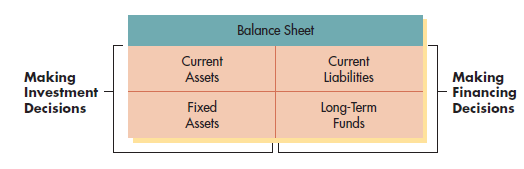 Balance Sheet
Making
Investment
Decisions
Current
Assets
Current
Liabilities
Fixed
Assets
Long-Term
Funds
Making
Financing
Decisions